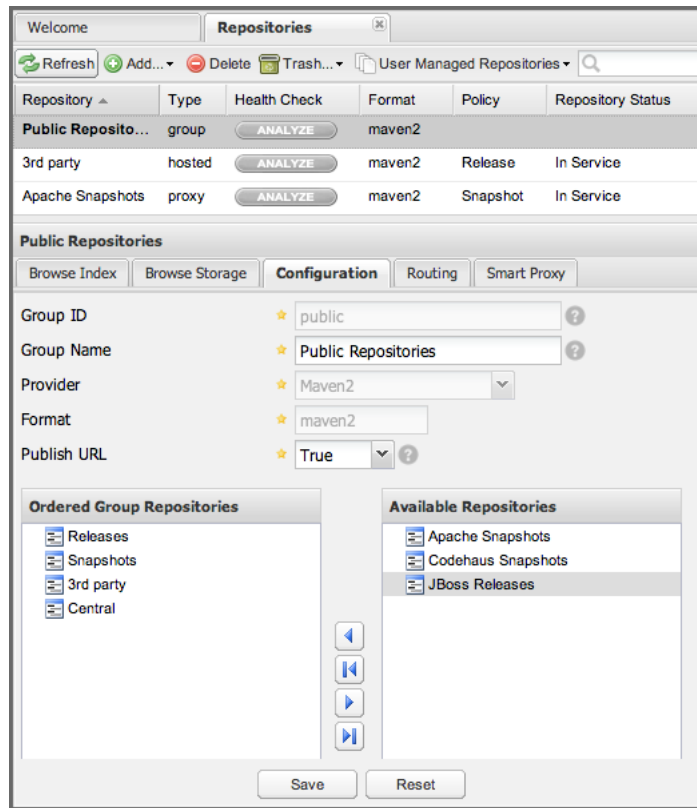 Welcome Repositories
Refresh Add... Delete Trash... User Managed Repositories
Repository Type Health Check Format Policy Repository Status
Public Reposito... group ANALYZE maven2
3rd party hosted ANALYZE maven2 Release In Service
Apache Snapshots proxy ANALYZE maven2 Snapshot In Service
Public Repositories
Browse Index Browse Storage Configuration Routing Smart Proxy
Group ID public ?
Group Name Public Repositories ?
Provider Maven2
Format maven2
Publish URL True ?
Ordered Group Repositories Available Repositories
Releases Apache Snapshots
Snapshots Codehaus Snapshots
3rd party JBoss Releases
Central
Save Reset